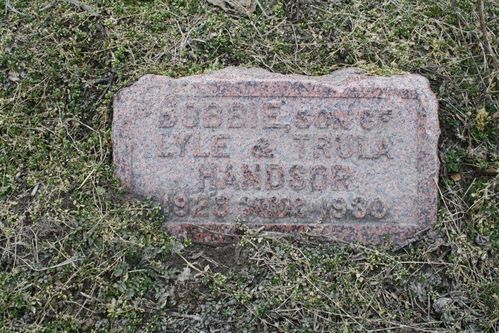 BOBBIE, SON OF
LYLE & TRULA
HANDSOR
1928 1930